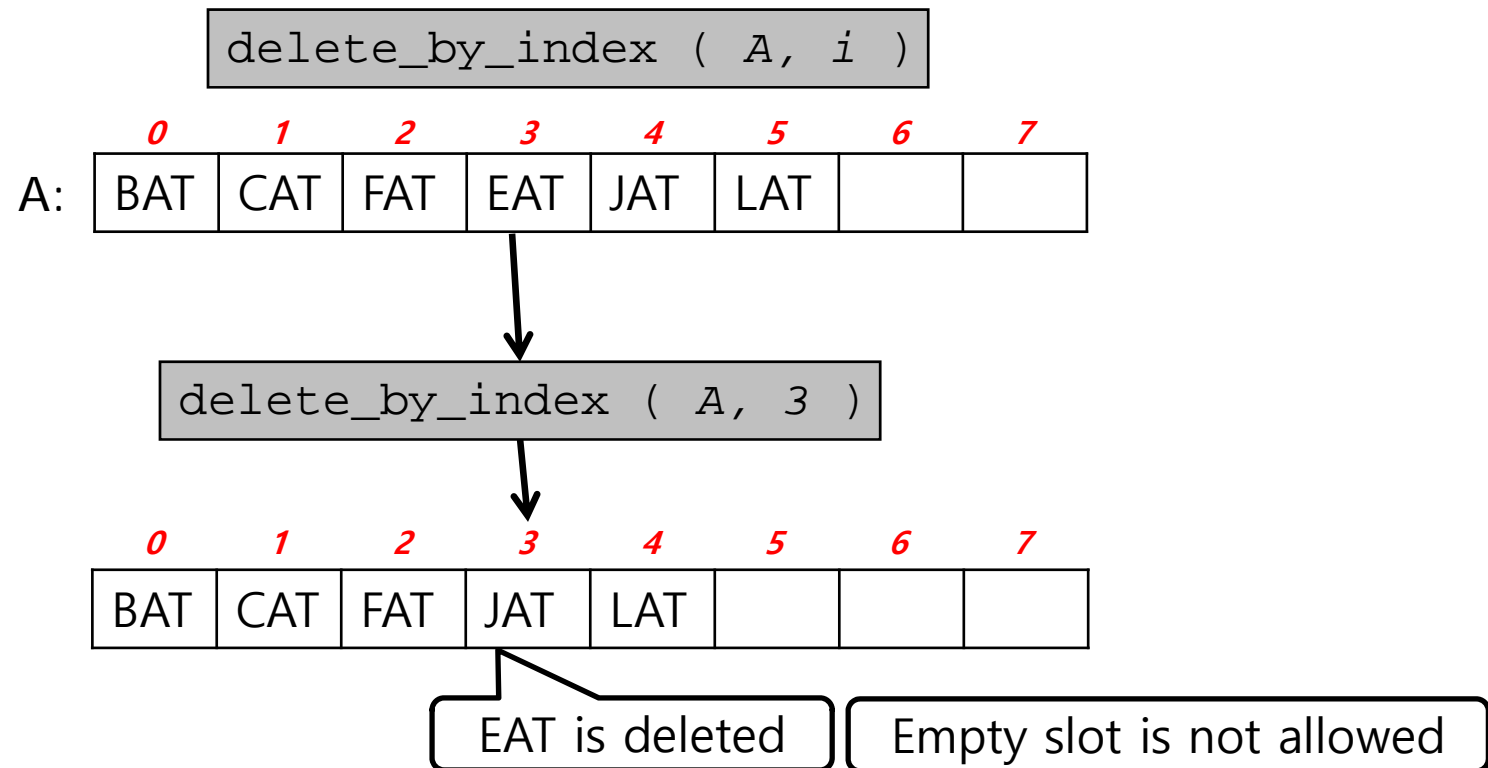 delete_by_index ( A, i )
0 1 2 3 4 5 6 7
A: BAT CAT FAT EAT JAT LAT
delete_by_index ( A, 3 )
0 1 2 3 4 5 6 7
BAT CAT FAT JAT LAT
EAT is deleted
Empty slot is not allowed